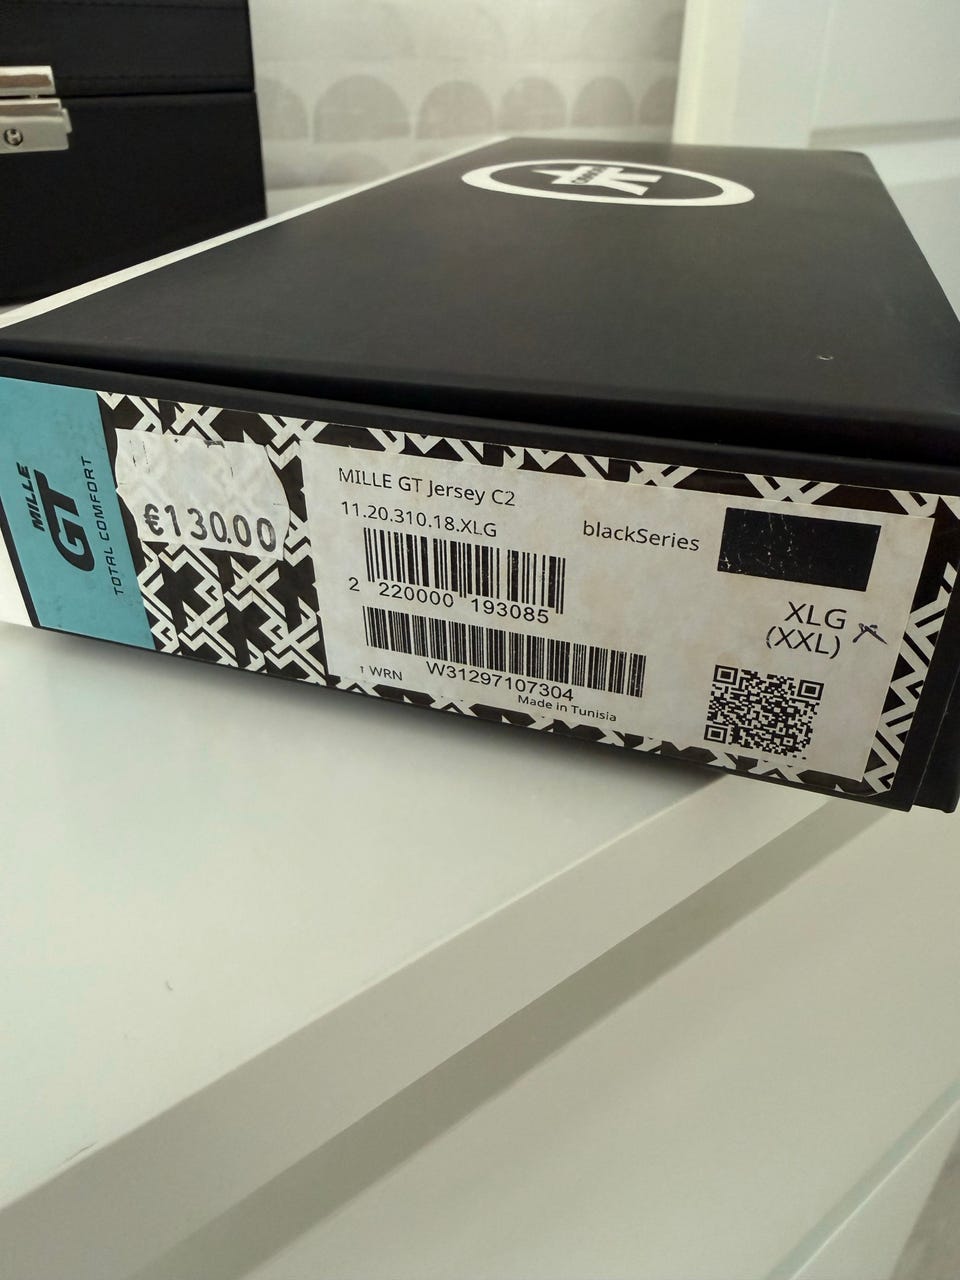 MILLE
GT
TOTAL COMFORT
€130.00
MILLE GT Jersey C2
11.20.310.18.XLG
blackSeries
2 220000 193085
XLG
(XXL)
↑ WRN
W31297107304
Made in Tunisia